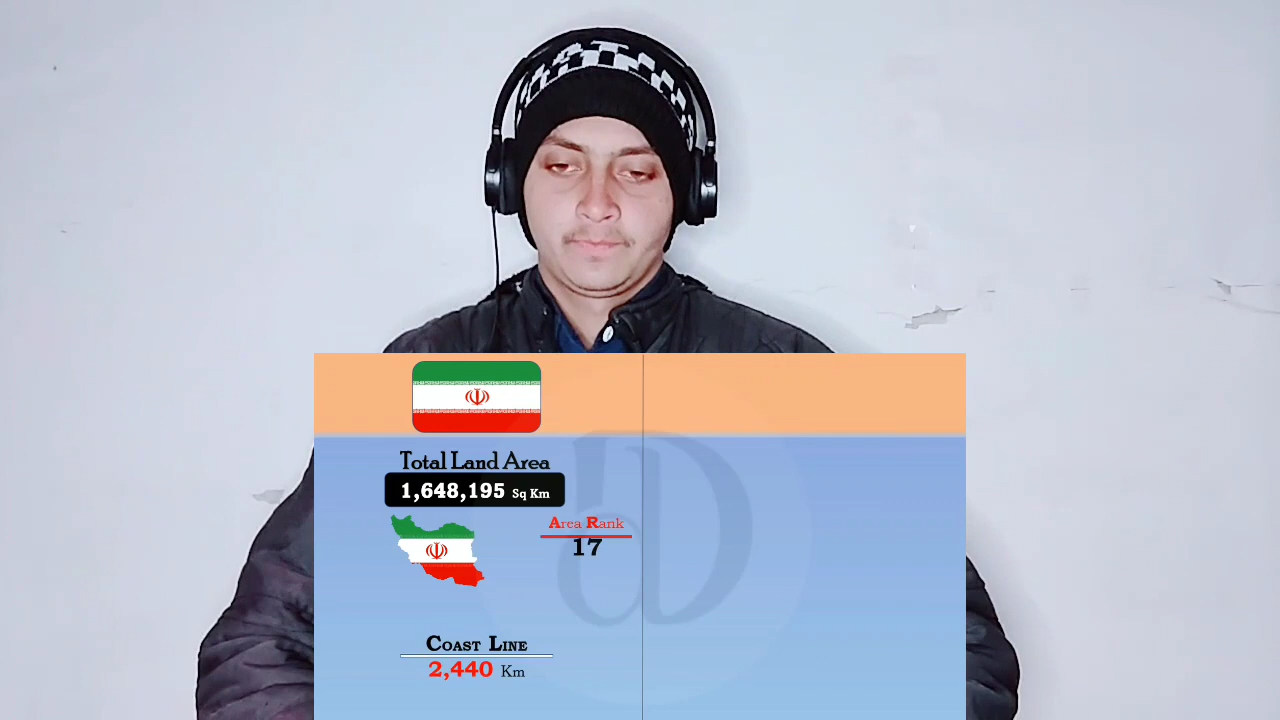 Total Land Area
1,648,195 Sq Km
Area Rank
17
Coast Line
2,440 Km